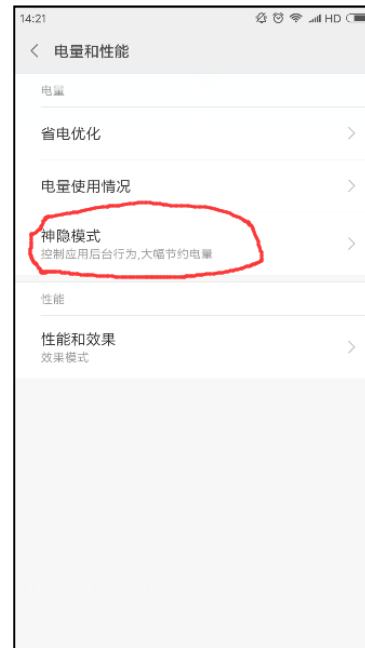 14:21 HD
电量和性能
电量
省电优化
电量使用情况
神隐模式
控制应用后台行为,大幅节约电量
性能
性能和效果
效果模式